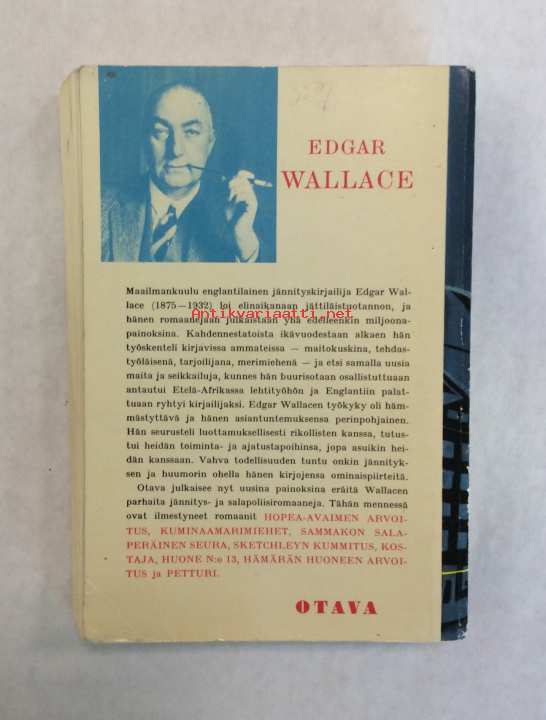 EDGAR
WALLACE
Maailmankuulu englantilainen jännityskirjailija Edgar Wal-
lace (1875—1932) loi elinaikanaan jättiläistuotannon, ja
Antikvariaatti.net
hänen romaanejaan julkaistaan yhä edelleenkin miljoona-
painoksina. Kahdennestatoista ikävuodestaan alkaen hän
työskenteli kirjavissa ammateissa — maitokuskina, tehdas-
työläisenä, tarjoilijana, merimiehenä — ja etsi samalla uusia
maita ja seikkailuja, kunnes hän buurisotaan osallistuttuaan
antautui Etelä-Afrikassa lehtityöhön ja Englantiin palat-
tuaan ryhtyi kirjailijaksi. Edgar Wallacen työkyky oli häm-
mästyttävä ja hänen asiantuntemuksensa perinpohjainen.
Hän seurusteli luottamuksellisesti rikollisten kanssa, tutus-
tui heidän toiminta- ja ajatustapoihinsa, jopa asuikin hei-
dän kanssaan. Vahva todellisuuden tuntu onkin jännityk-
sen ja huumorin ohella hänen kirjojensa ominaispiirteitä.
Otava julkaisee nyt uusina painoksina eräitä Wallacen
parhaita jännitys- ja salapoliisiromaaneja. Tähän mennessä
ovat ilmestyneet romaanit HOPEA-AVAIMEN ARVOI-
TUS, KUMINAAMARIMIEHET, SAMMAKON SALA-
PERÄINEN SEURA, SKETCHLEYN KUMMITUS, KOS-
TAJA, HUONE N:o 13, HÄMÄRÄN HUONEEN ARVOI-
TUS ja PETTURI.
OTAVA